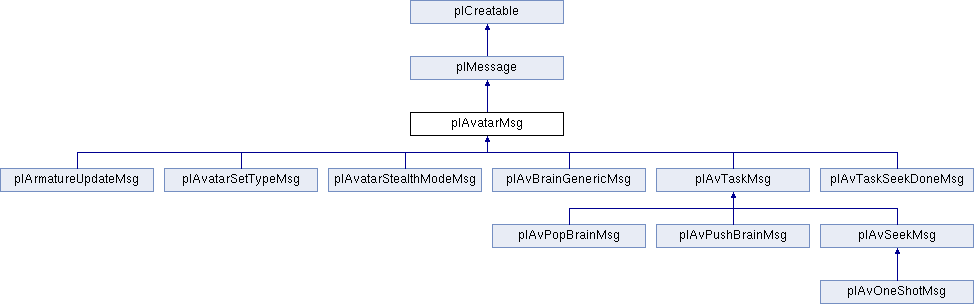 plCreatable
plMessage
plAvatarMsg
plArmatureUpdateMsg
plAvatarSetTypeMsg
plAvatarStealthModeMsg
plAvBrainGenericMsg
plAvTaskMsg
plAvTaskSeekDoneMsg
plAvPopBrainMsg
plAvPushBrainMsg
plAvSeekMsg
plAvOneShotMsg